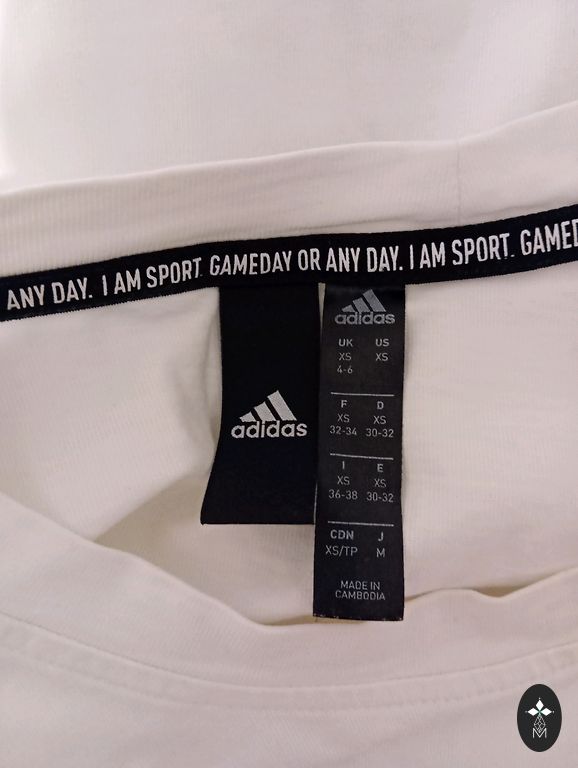 ANY DAY. I AM SPORT. GAMEDAY OR ANY DAY. I AM SPORT. GAMED
adidas
adidas
UK US
XS XS
4-6
F D
XS XS
32-34 30-32
I E
XS XS
36-38 30-32
CDN J
XS/TP M
MADE IN
CAMBODIA
M